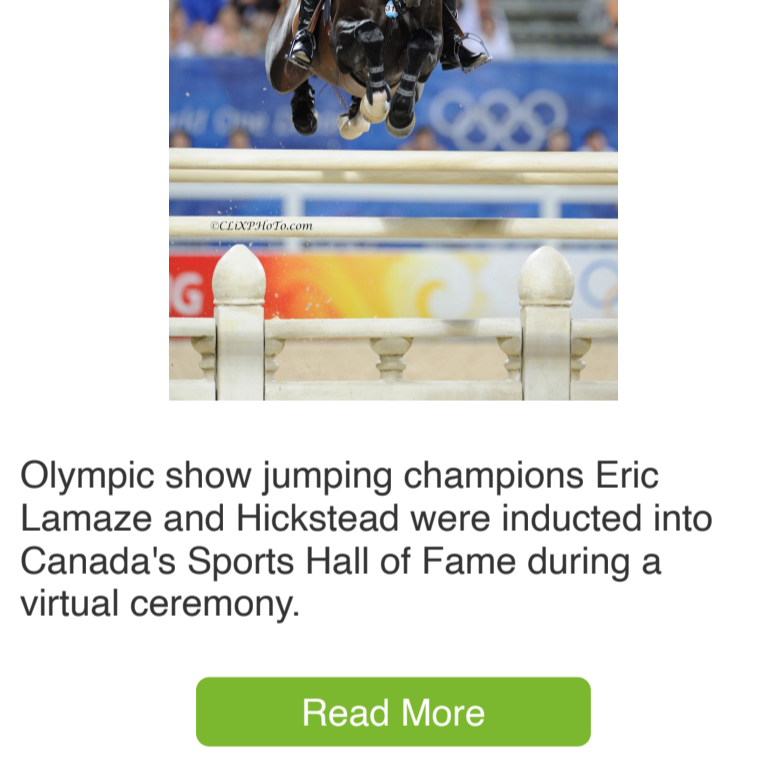 ©CLiXPHoTo.com
G
Olympic show jumping champions Eric
Lamaze and Hickstead were inducted into
Canada's Sports Hall of Fame during a
virtual ceremony.
Read More